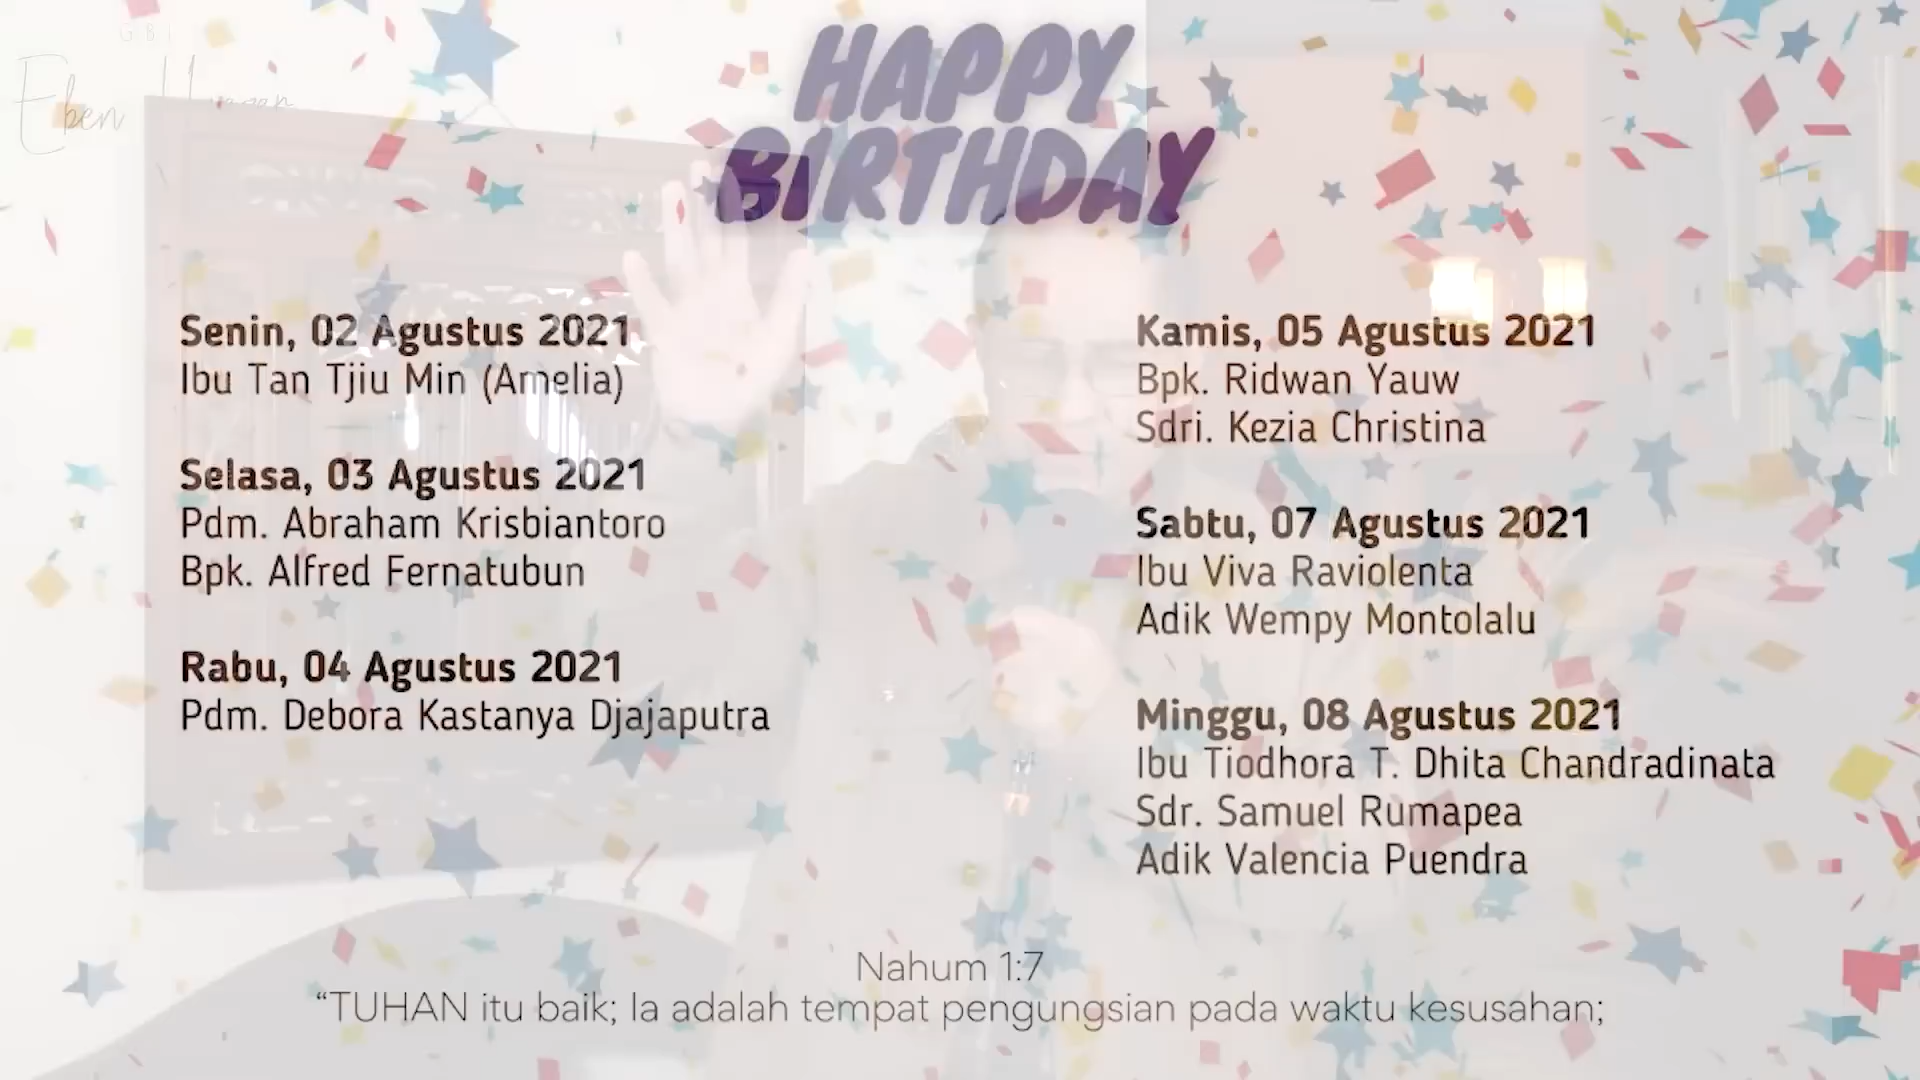 GBI
Eben
HAPPY
BIRTHDAY
Senin, 02 Agustus 2021
Ibu Tan Tjiu Min (Amelia)
Selasa, 03 Agustus 2021
Pdm. Abraham Krisbiantoro
Bpk. Alfred Fernatubun
Rabu, 04 Agustus 2021
Pdm. Debora Kastanya Djajaputra
Kamis, 05 Agustus 2021
Bpk. Ridwan Yauw
Sdri. Kezia Christina
Sabtu, 07 Agustus 2021
Ibu Viva Raviolenta
Adik Wempy Montolalu
Minggu, 08 Agustus 2021
Ibu Tiodhora T. Dhita Chandradinata
Sdr. Samuel Rumapea
Adik Valencia Puendra
Nahum 1:7
“TUHAN itu baik; Ia adalah tempat pengungsian pada waktu kesusahan;